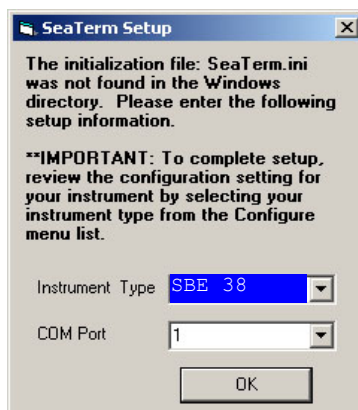 SeaTerm Setup
The initialization file: SeaTerm.ini
was not found in the Windows
directory. Please enter the following
setup information.
**IMPORTANT: To complete setup,
review the configuration setting for
your instrument by selecting your
instrument type from the Configure
menu list.
Instrument Type SBE 38
COM Port 1
OK